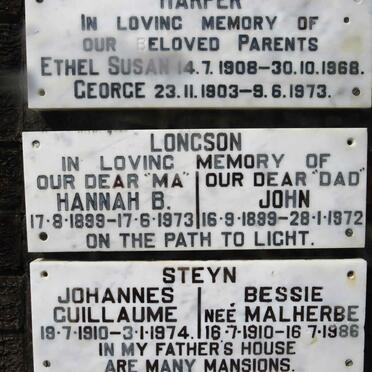 HARPER
IN LOVING MEMORY OF
OUR BELOVED PARENTS
ETHEL SUSAN 14.7.1908-30.10.1968.
GEORGE 23.11.1903-9.6.1973.
LONGSON
IN LOVING MEMORY OF
OUR DEAR "MA" OUR DEAR "DAD"
HANNAH B. JOHN
17-8-1899-17-6-1973 16-9-1899-28-1-1972
ON THE PATH TO LIGHT.
STEYN
JOHANNES BESSIE
GUILLAUME NEÉ MALHERBE
19-7-1910-3-1-1974. 16-7-1910-16-7-1986
IN MY FATHER'S HOUSE
ARE MANY MANSIONS.